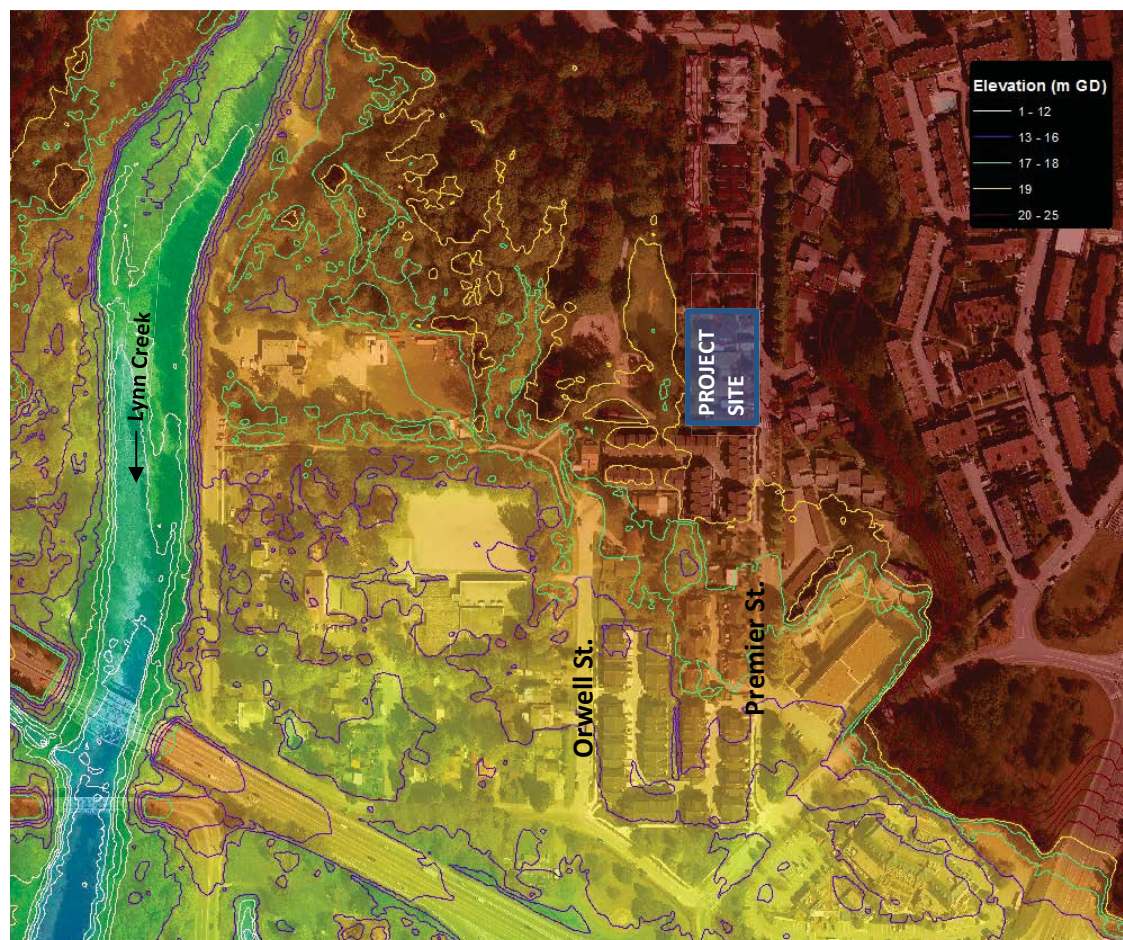 Elevation (m GD)
1 - 12
13 - 16
17 - 18
19
20 - 25
Lynn Creek
PROJECT
SITE
Orwell St.
Premier St.